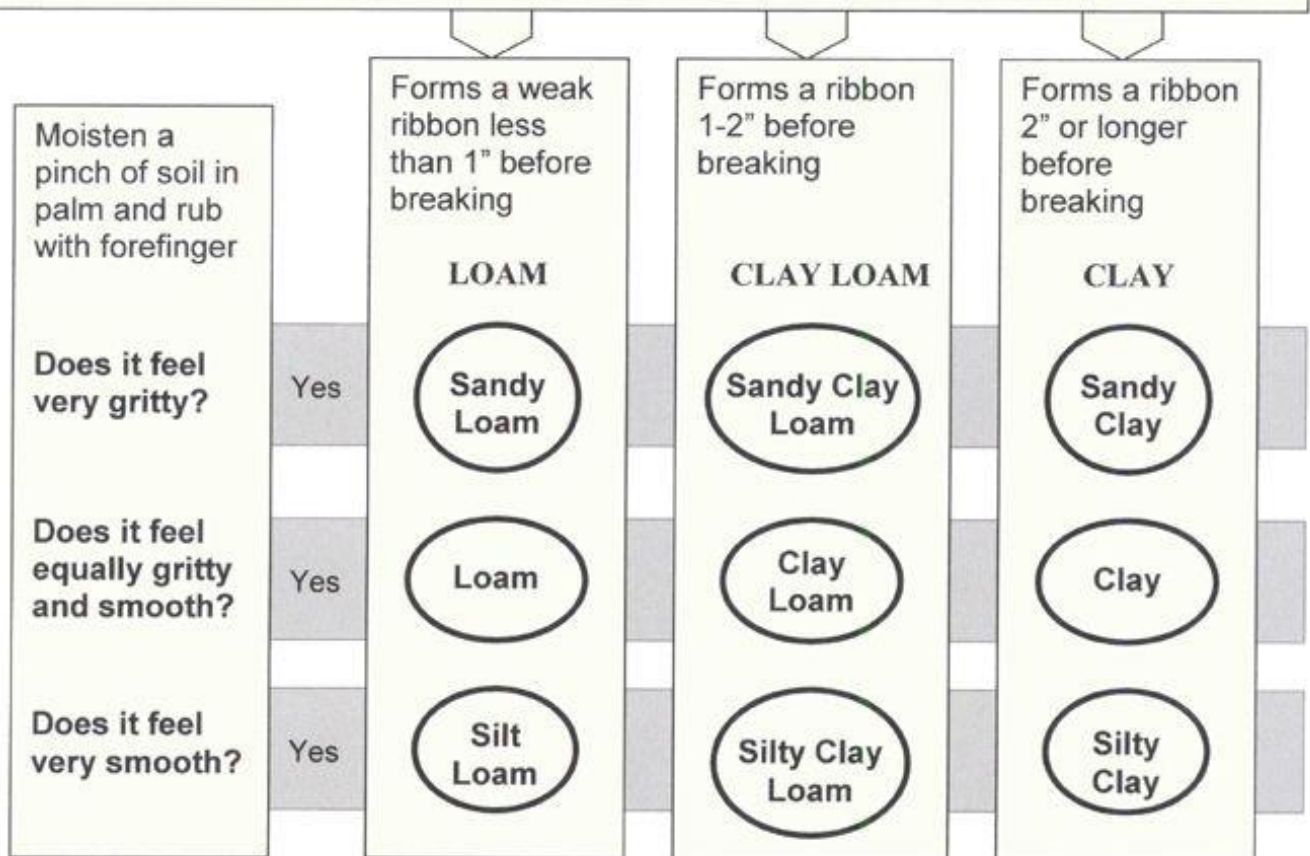 Moisten a
pinch of soil in
palm and rub
with forefinger
Forms a weak
ribbon less
than 1" before
breaking
LOAM
Forms a ribbon
1-2" before
breaking
CLAY LOAM
Forms a ribbon
2" or longer
before
breaking
CLAY
Does it feel
very gritty?
Yes
Sandy
Loam
Sandy Clay
Loam
Sandy
Clay
Does it feel
equally gritty
and smooth?
Yes
Loam
Clay
Loam
Clay
Does it feel
very smooth?
Yes
Silt
Loam
Silty Clay
Loam
Silty
Clay